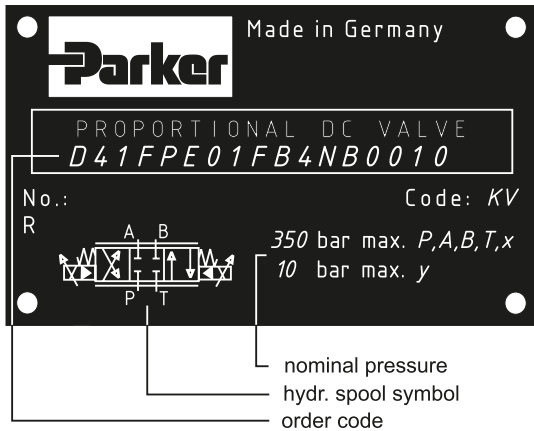 Made in Germany
Parker
PROPORTIONAL DC VALVE
D41FPE01FB4NB0010
No.:
Code: KV
R
A B
350 bar max. P,A,B,T,x
10 bar max. y
P T
nominal pressure
hydr. spool symbol
order code